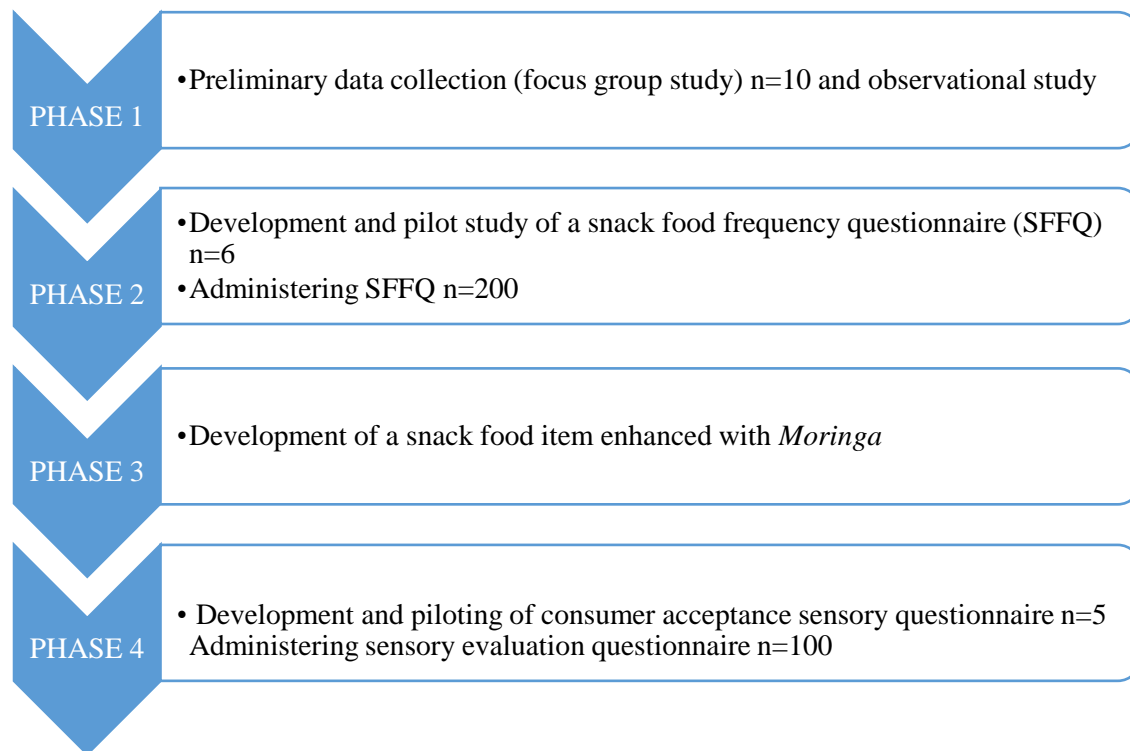 PHASE 1
•Preliminary data collection (focus group study) n=10 and observational study
PHASE 2
•Development and pilot study of a snack food frequency questionnaire (SFFQ)
n=6
•Administering SFFQ n=200
PHASE 3
•Development of a snack food item enhanced with Moringa
PHASE 4
• Development and piloting of consumer acceptance sensory questionnaire n=5
Administering sensory evaluation questionnaire n=100